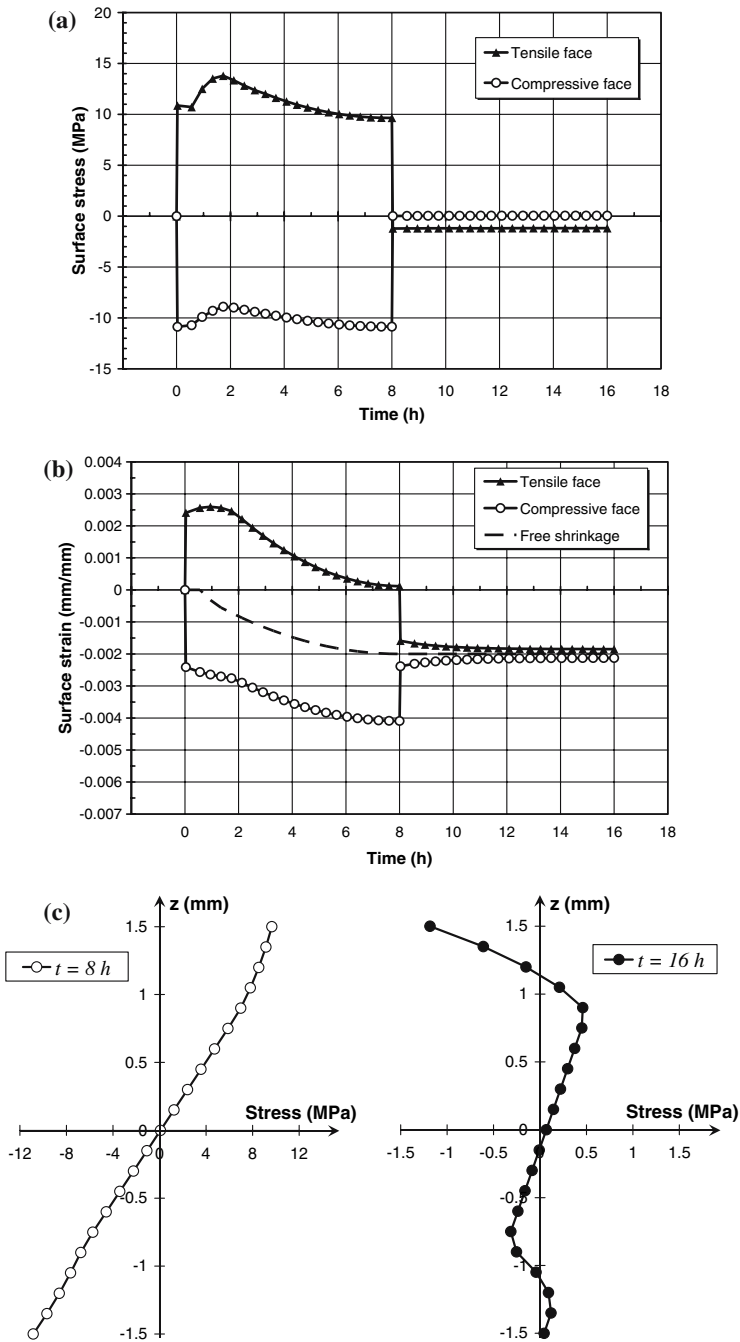 (a)
20
15
10
5
0
-5
-10
-15
Surface stress (MPa)
Tensile face
Compressive face
0 2 4 6 8 10 12 14 16 18
Time (h)
(b)
0.004
0.003
0.002
0.001
0
-0.001
-0.002
-0.003
-0.004
-0.005
-0.006
-0.007
Surface strain (mm/mm)
Tensile face
Compressive face
Free shrinkage
0 2 4 6 8 10 12 14 16 18
Time (h)
(c)
z (mm)
t = 8 h
1.5
1
0.5
0
-0.5
-1
-1.5
Stress (MPa)
-12 -8 -4 0 4 8 12
z (mm)
t = 16 h
1.5
1
0.5
0
-0.5
-1
-1.5
Stress (MPa)
-1.5 -1 -0.5 0 0.5 1 1.5